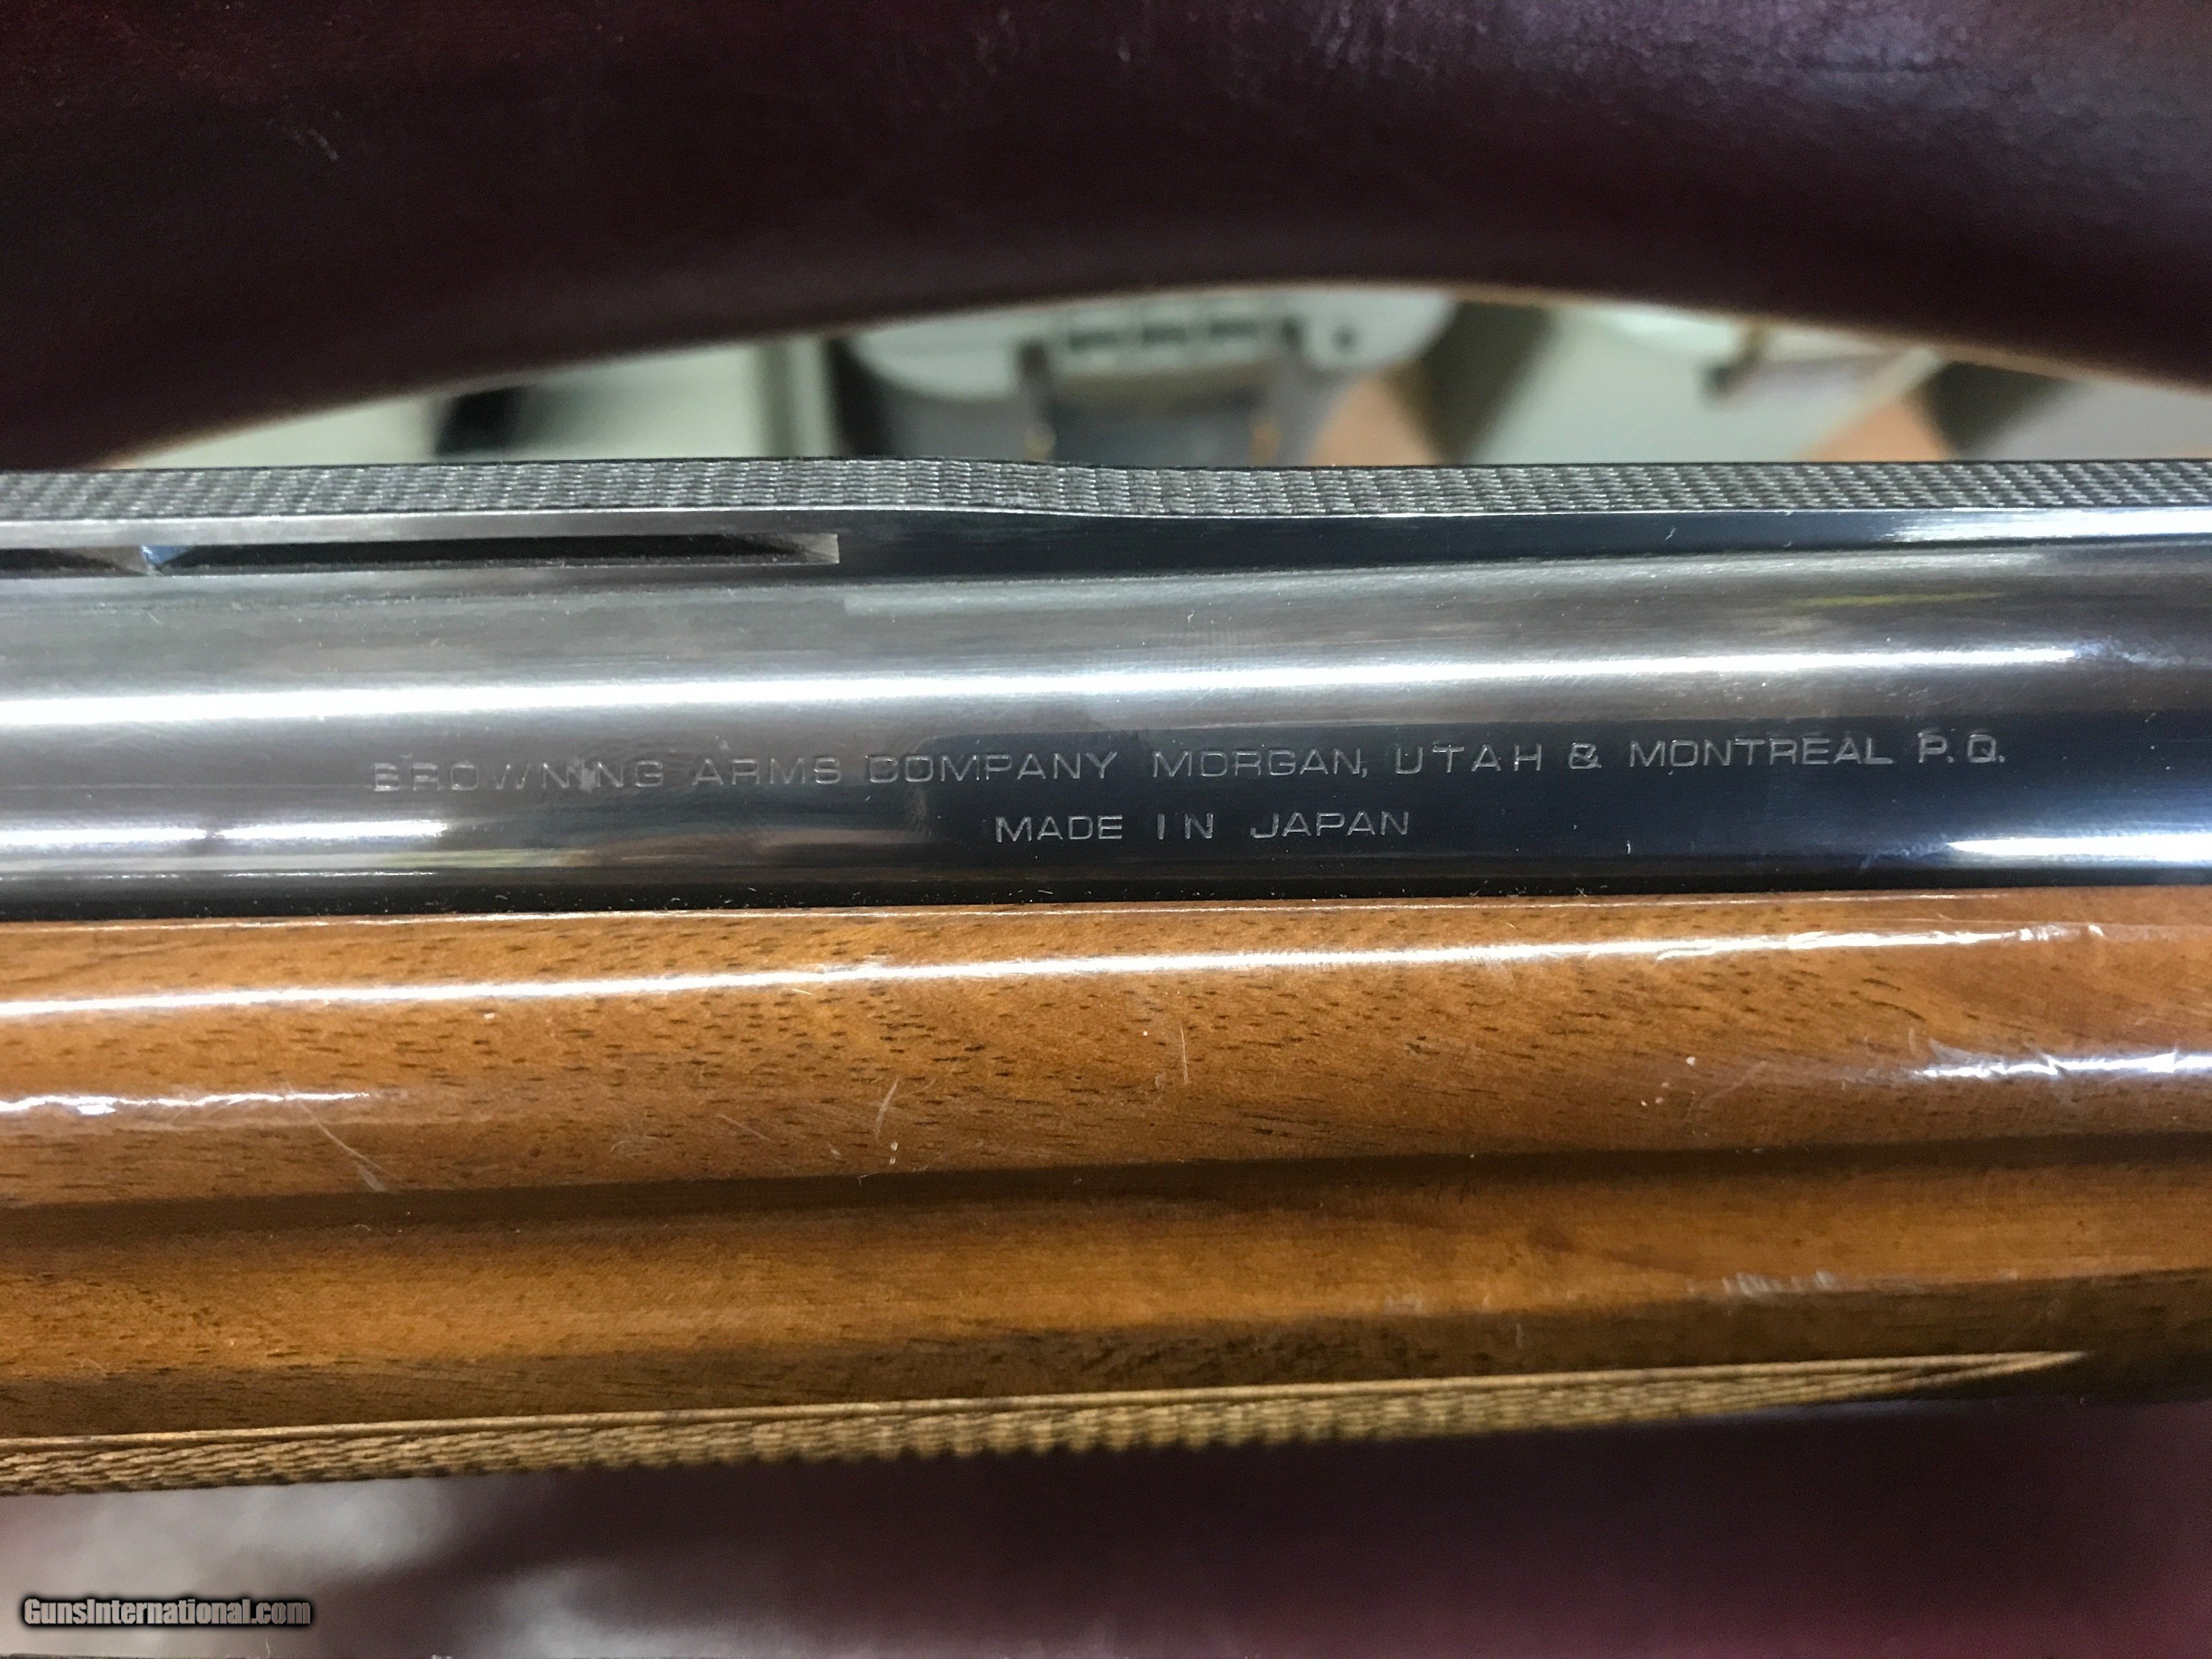 BROWNING ARMS COMPANY MORGAN, UTAH & MONTREAL P.Q.
MADE IN JAPAN
GunsInternational.com